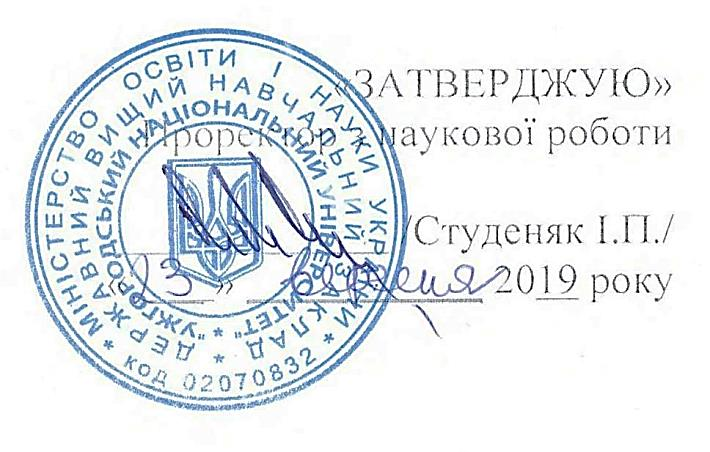 «ЗАТВЕРДЖУЮ»
Проректор з наукової роботи
/Студеняк І.П./
«23» вересня 2019 року
МІНІСТЕРСТВО ОСВІТИ І НАУКИ УКРАЇНИ
ДЕРЖАВНИЙ ВИЩИЙ НАВЧАЛЬНИЙ ЗАКЛАД
"УЖГОРОДСЬКИЙ НАЦІОНАЛЬНИЙ УНІВЕРСИТЕТ"
* код 02070832 *